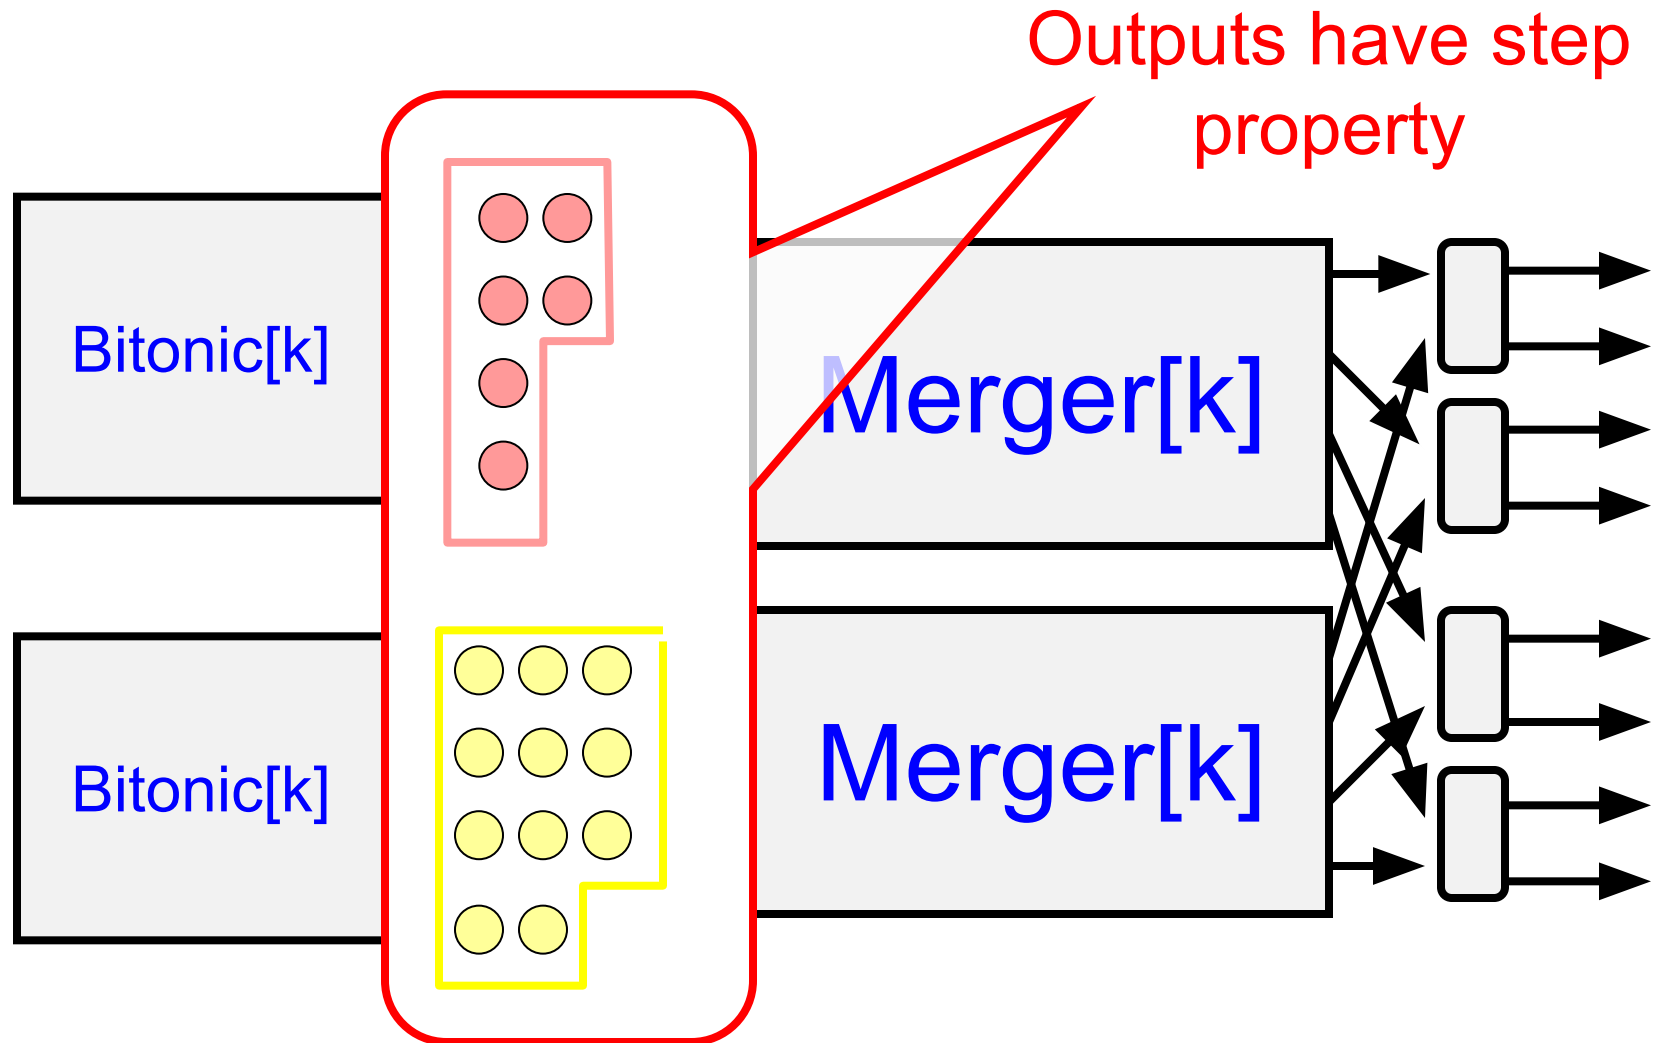 Outputs have step
property
Bitonic[k]
Merger[k]
Bitonic[k]
Merger[k]